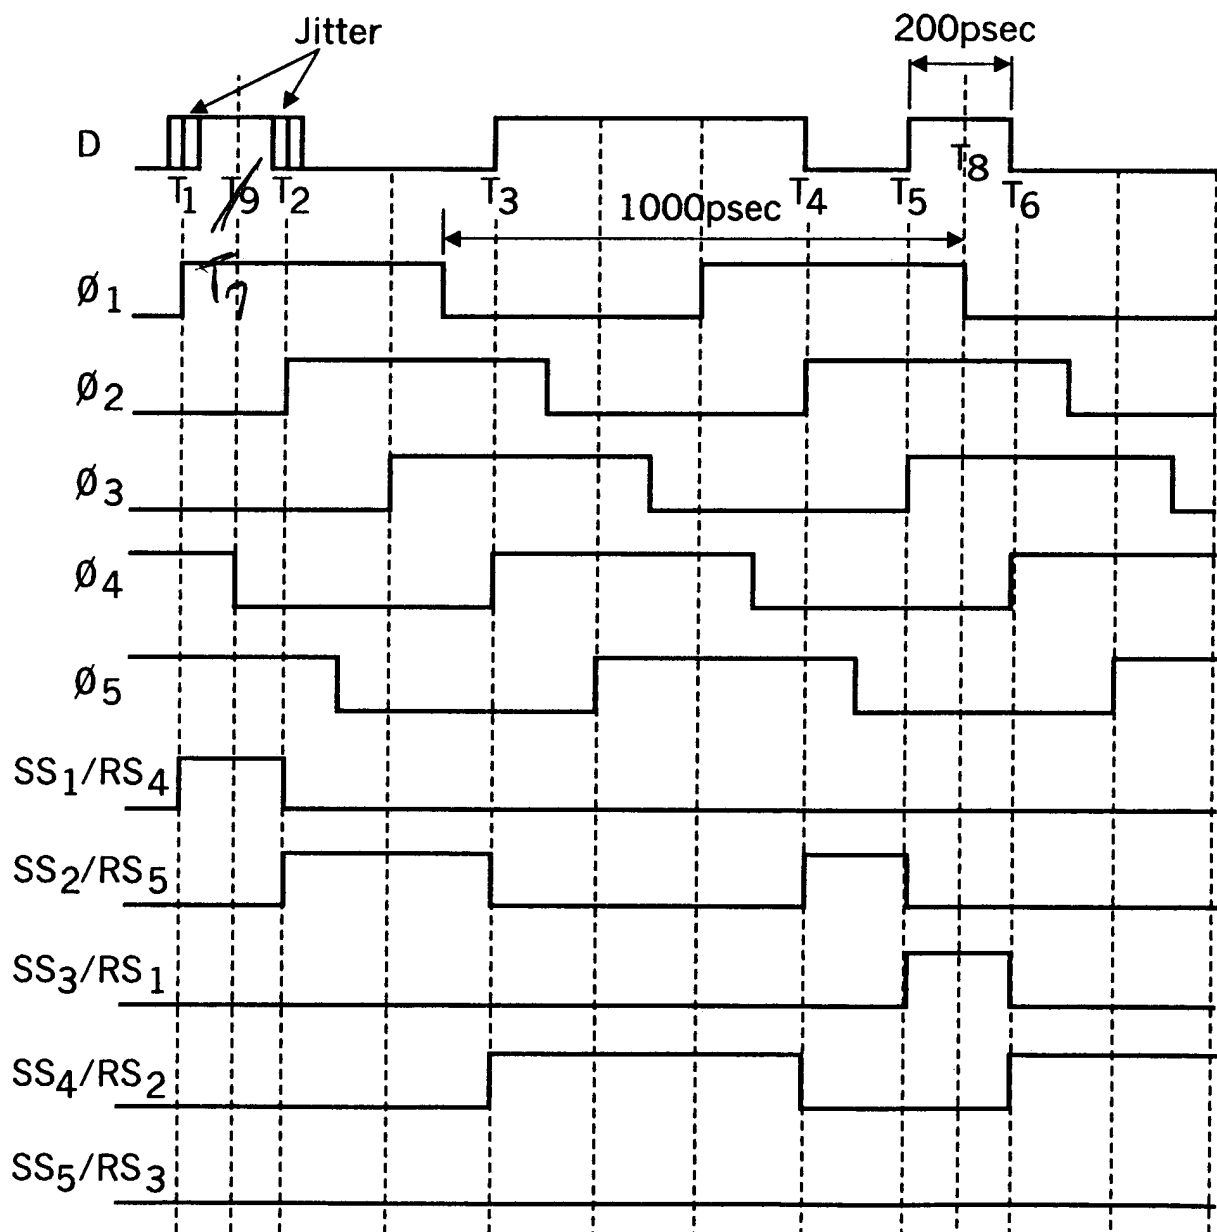 Jitter
200psec
D
T1 T9 T2 T3 T4 T5 T8 T6
1000psec
T7
Ø1
Ø2
Ø3
Ø4
Ø5
SS1/RS4
SS2/RS5
SS3/RS1
SS4/RS2
SS5/RS3